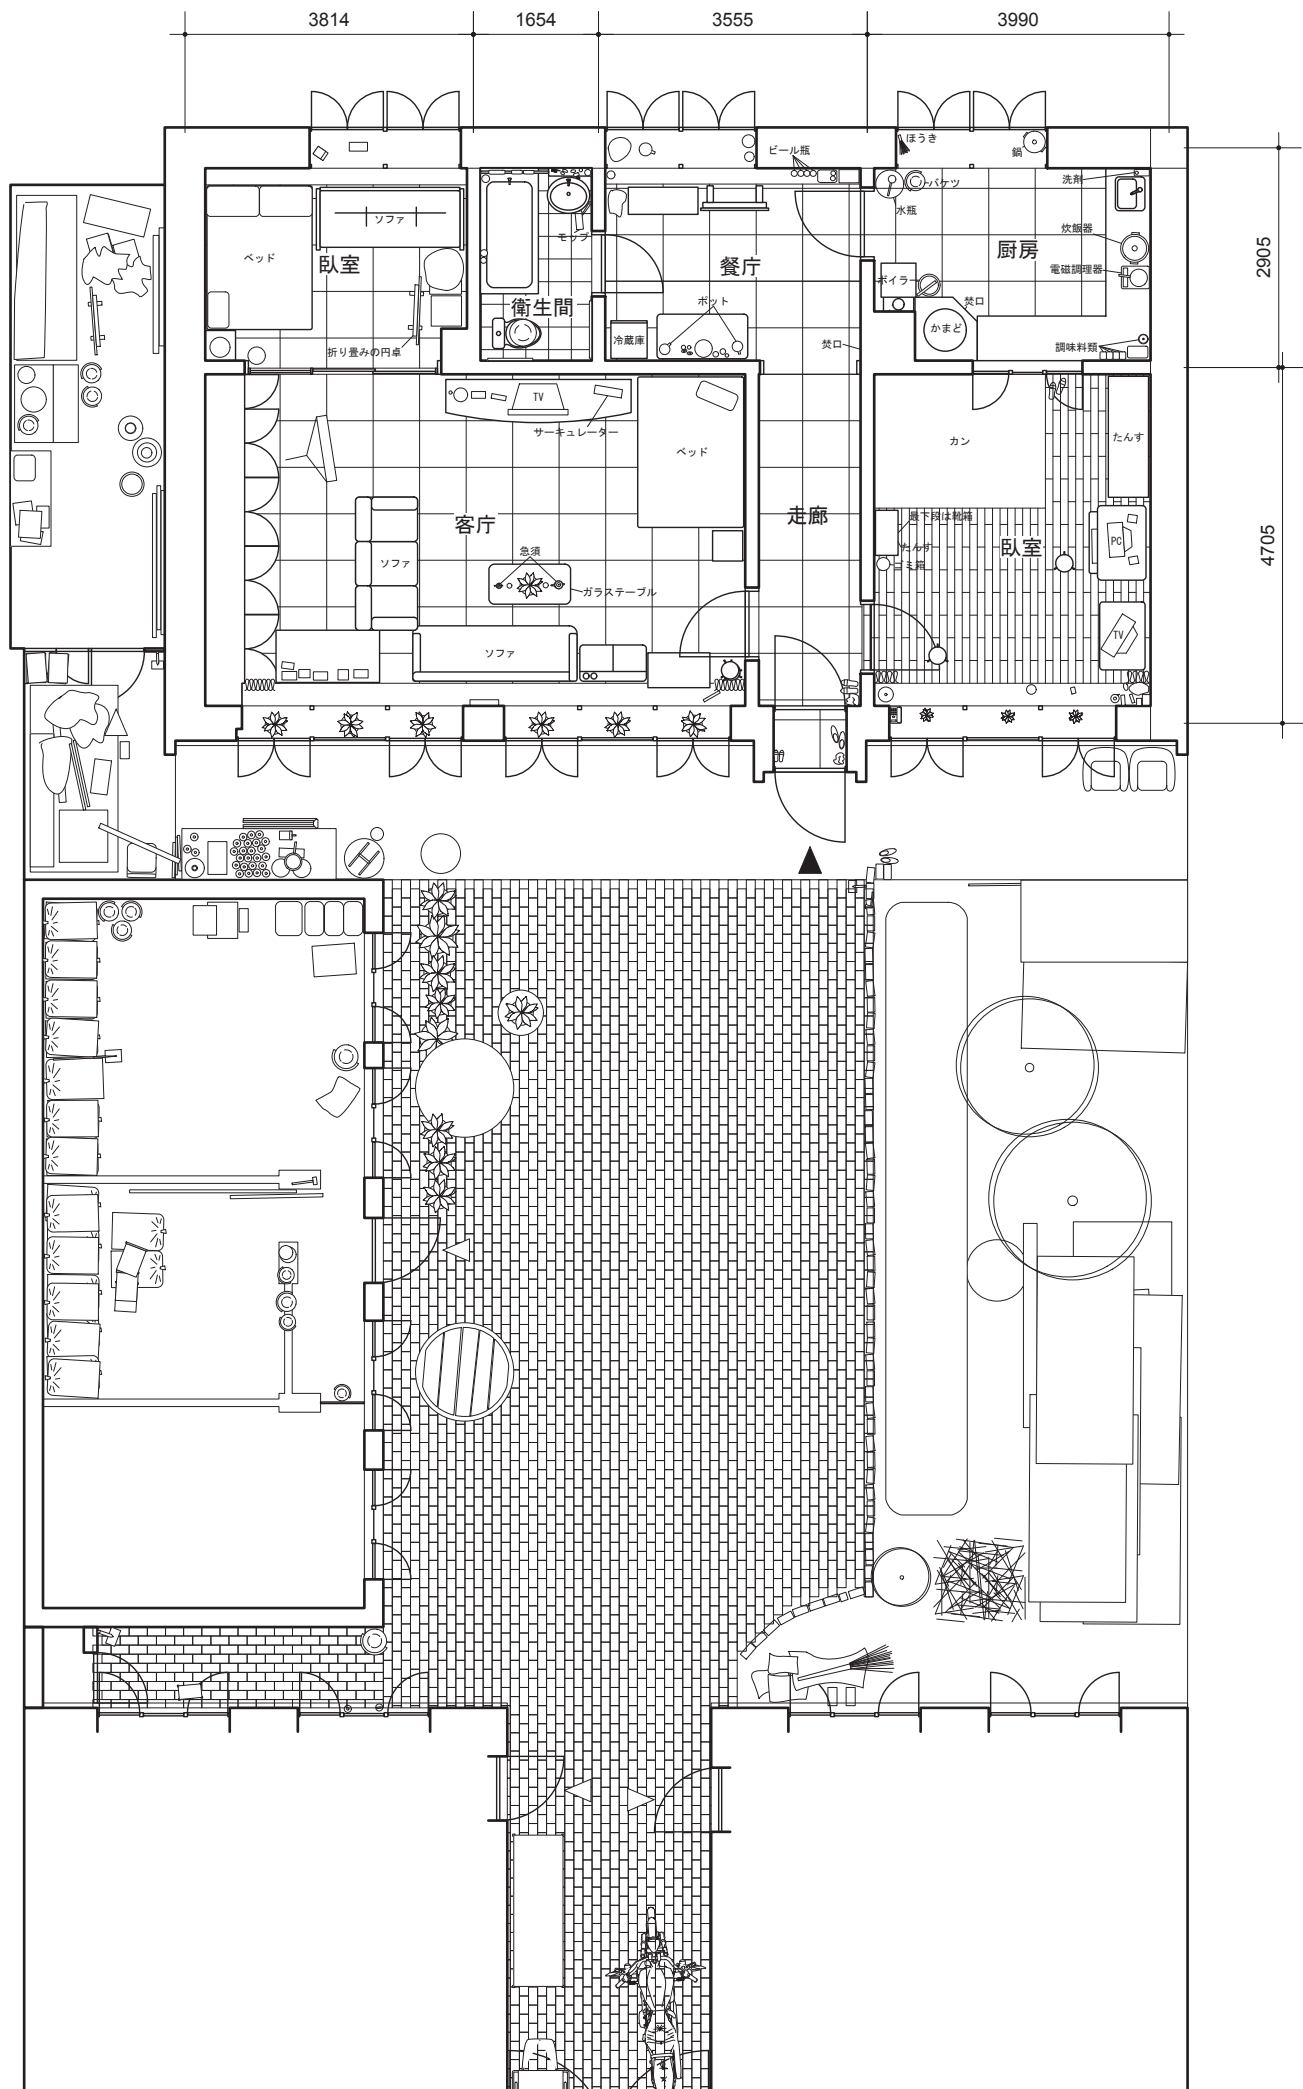 3814
1654
3555
3990
2905
4705
ほうき
鍋
ビール瓶
洗剤
バケツ
水瓶
ソファ
ベッド
臥室
モップ
餐庁
厨房
炊飯器
電磁調理器
ボイラー
衛生間
ポット
焚口
かまど
冷蔵庫
焚口
調味料類
折り畳みの円卓
TV
サーキュレーター
ベッド
カン
たんす
客庁
走廊
最下段は靴箱
たんす
ゴミ箱
臥室
PC
急須
ソファ
ガラステーブル
TV
ソファ